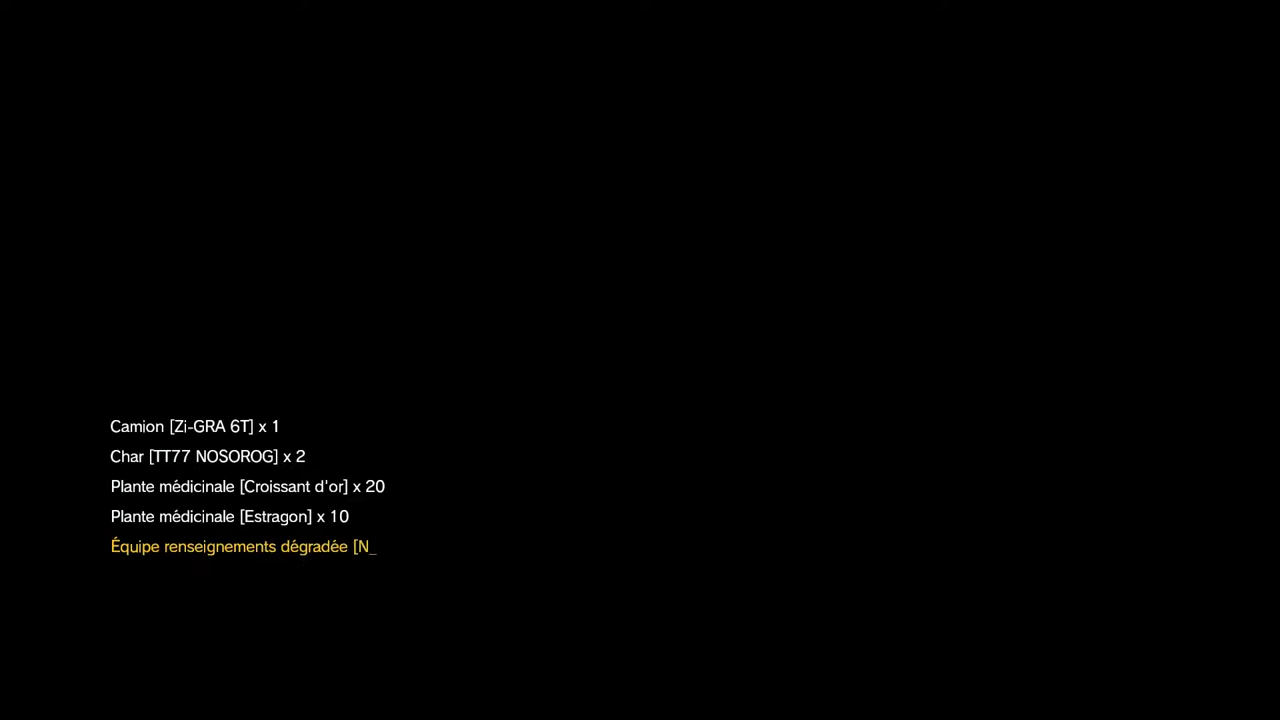 Camion [Zi-GRA 6T] x 1
Char [TT77 NOSOROG] x 2
Plante médicinale [Croissant d'or] x 20
Plante médicinale [Estragon] x 10
Équipe renseignements dégradée [N_